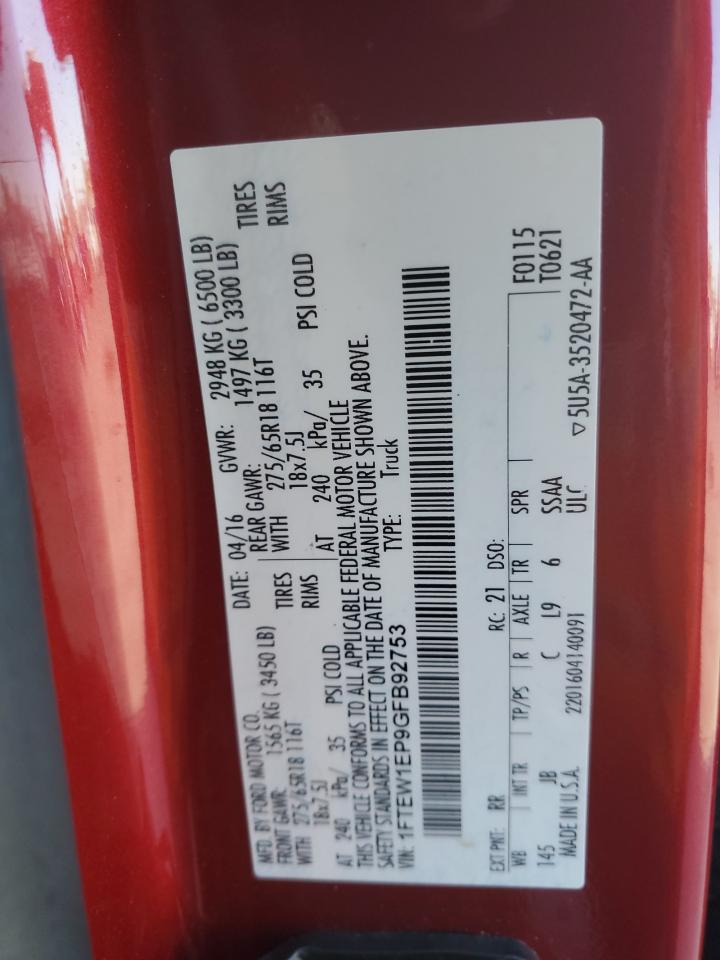 MFD. BY FORD MOTOR CO. DATE: 04/16 GVWR: 2948 KG ( 6500 LB)
FRONT GAWR: 1565 KG ( 3450 LB) REAR GAWR: 1497 KG ( 3300 LB)
WITH 275/65R18 116T TIRES WITH 275/65R18 116T TIRES
18x7.5J RIMS 18x7.5J RIMS
AT 240 kPa/ 35 PSI COLD AT 240 kPa/ 35 PSI COLD
THIS VEHICLE CONFORMS TO ALL APPLICABLE FEDERAL MOTOR VEHICLE
SAFETY STANDARDS IN EFFECT ON THE DATE OF MANUFACTURE SHOWN ABOVE.
VIN: 1FTEW1EP9GFB92753 TYPE: Truck
EXT PNT: RR RC: 21 DSO:
WB INT TR TP/PS R AXLE TR SPR F0115
145 JB C L9 6 SSAA T0621
MADE IN U.S.A. 2201604140091 ULC ▽5U5A-3520472-AA